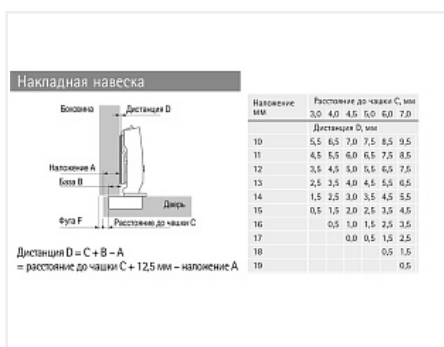 Накладная навеска
Боковина
Дистанция D
Наложение A
База B
Дверь
Фуга F
Расстояние до чашки C
Дистанция D = C + B – A
= расстояние до чашки C + 12,5 мм – наложение A
Наложение мм Расстояние до чашки C, мм
3,0 4,0 4,5 5,0 6,0 7,0
Дистанция D, мм
10 5,5 6,5 7,0 7,5 8,5 9,5
11 4,5 5,5 6,0 6,5 7,5 8,5
12 3,5 4,5 5,0 5,5 6,5 7,5
13 2,5 3,5 4,0 4,5 5,5 6,5
14 1,5 2,5 3,0 3,5 4,5 5,5
15 0,5 1,5 2,0 2,5 3,5 4,5
16 0,5 1,0 1,5 2,5 3,5
17 0,0 0,5 1,5 2,5
18 0,5 1,5
19 0,5